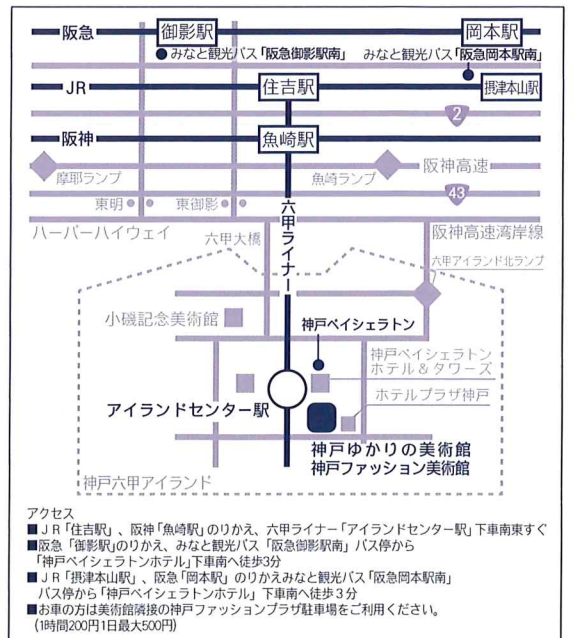 阪急
御影駅
岡本駅
みなと観光バス「阪急御影駅南」
みなと観光バス「阪急岡本駅南」
JR
住吉駅
摂津本山駅
2
阪神
魚崎駅
阪神高速
摩耶ランプ
魚崎ランプ
43
東明
東御影
六甲ライナー
ハーバーハイウェイ
六甲大橋
阪神高速湾岸線
六甲アイランド北ランプ
小磯記念美術館
神戸ベイシェラトン
神戸ベイシェラトン
ホテル&タワーズ
アイランドセンター駅
ホテルプラザ神戸
神戸ゆかりの美術館
神戸ファッション美術館
神戸六甲アイランド
アクセス
■JR「住吉駅」、阪神「魚崎駅」のりかえ、六甲ライナー「アイランドセンター駅」下車南東すぐ
■阪急「御影駅」のりかえ、みなと観光バス「阪急御影駅南」バス停から
「神戸ベイシェラトンホテル」下車南へ徒歩3分
■JR「摂津本山駅」、阪急「岡本駅」のりかえみなと観光バス「阪急岡本駅南」
バス停から「神戸ベイシェラトンホテル」下車南へ徒歩3分
■お車の方は美術館隣接の神戸ファッションプラザ駐車場をご利用ください。
(1時間200円1日最大500円)